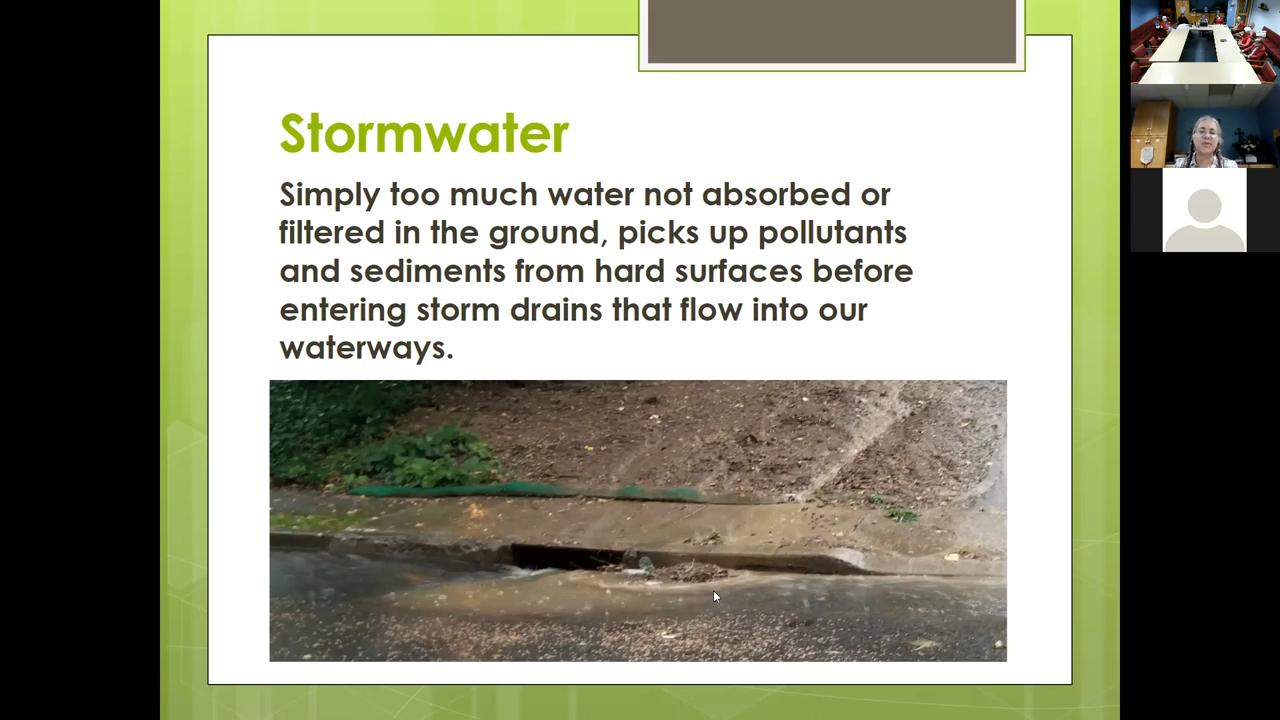 Stormwater
Simply too much water not absorbed or
filtered in the ground, picks up pollutants
and sediments from hard surfaces before
entering storm drains that flow into our
waterways.